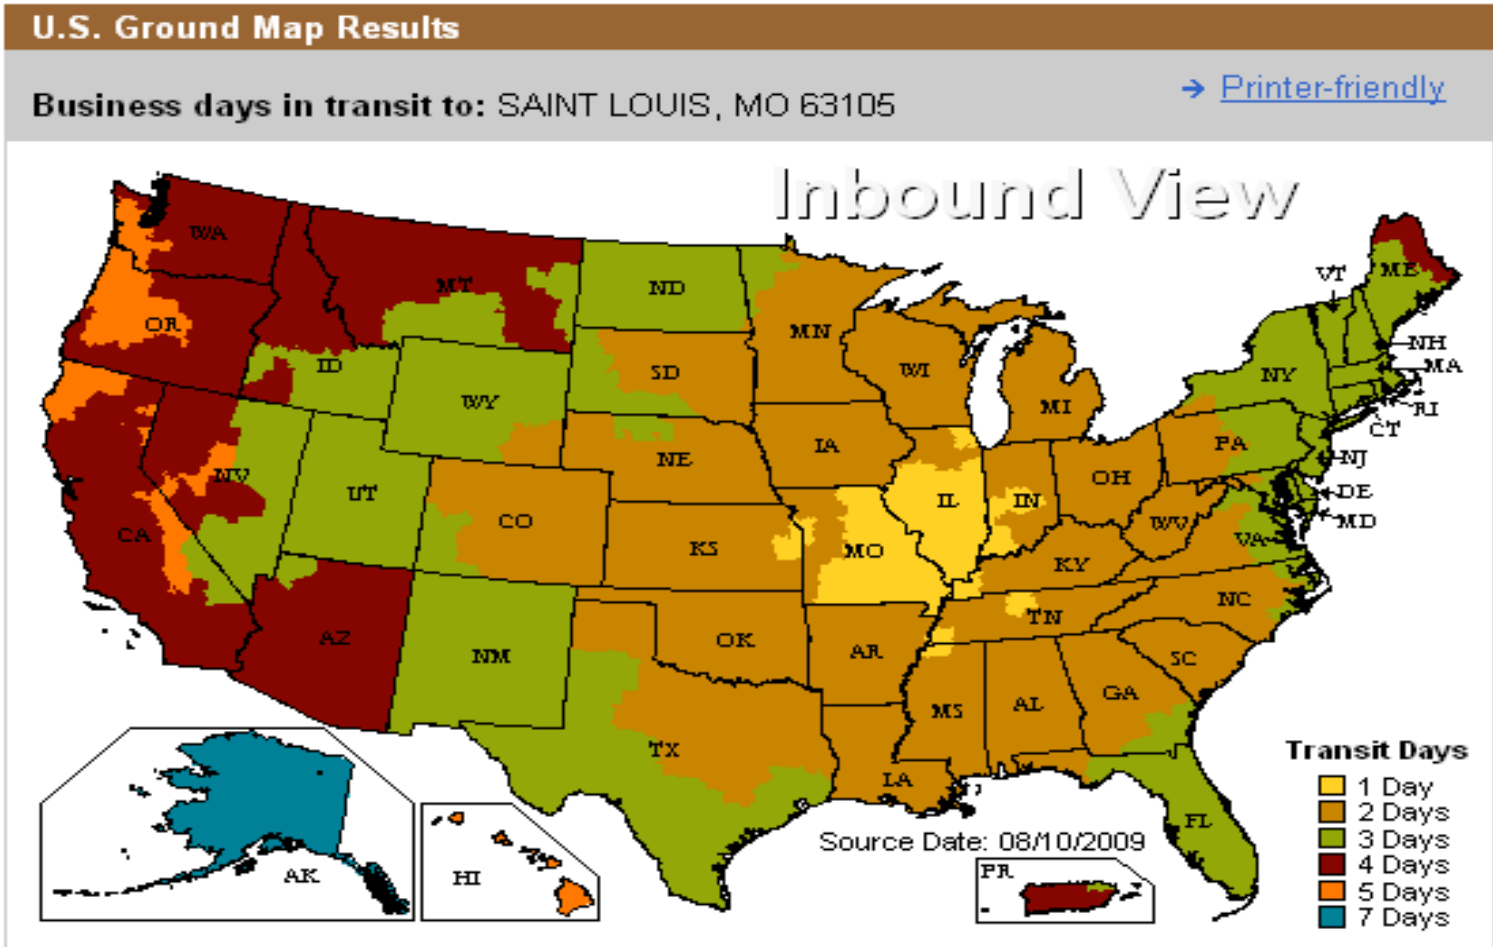 U.S. Ground Map Results
Business days in transit to: SAINT LOUIS, MO 63105
→ Printer-friendly
Inbound View
WA
MT
ND
MN
VT
ME
OR
ID
SD
WI
NH
MA
WY
NY
MI
RI
CT
IA
NE
PA
NJ
NV
UT
CO
IL
IN
OH
DE
MD
CA
KS
MO
WV
VA
KY
NC
TN
AZ
NM
OK
AR
SC
GA
MS
AL
TX
LA
FL
AK
HI
PR
Source Date: 08/10/2009
Transit Days
1 Day
2 Days
3 Days
4 Days
5 Days
7 Days